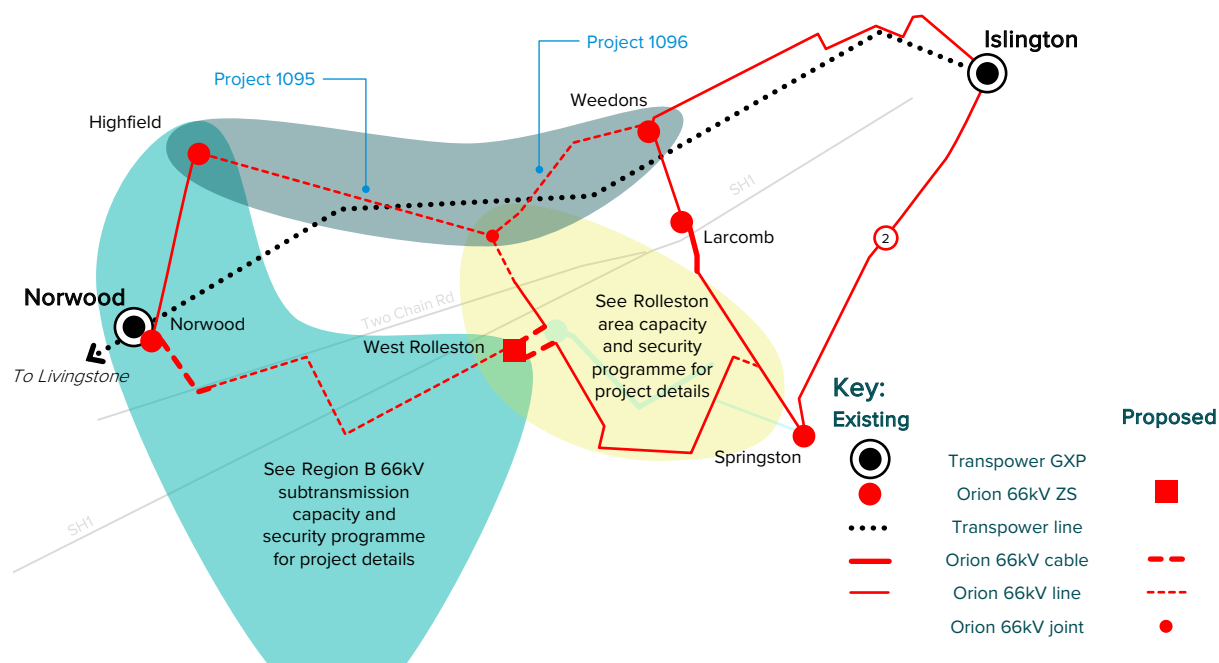 Project 1096
Islington
Project 1095
Weedons
Highfield
SH1
Larcomb
Norwood
Norwood
Two Chain Rd
West Rolleston
To Livingstone
See Rolleston
area capacity
and security
programme for
project details
Springston
See Region B 66kV
subtransmission
capacity and
security programme
for project details
SH1
2
Key:
Existing
Proposed
Transpower GXP
Orion 66kV ZS
Transpower line
Orion 66kV cable
Orion 66kV line
Orion 66kV joint